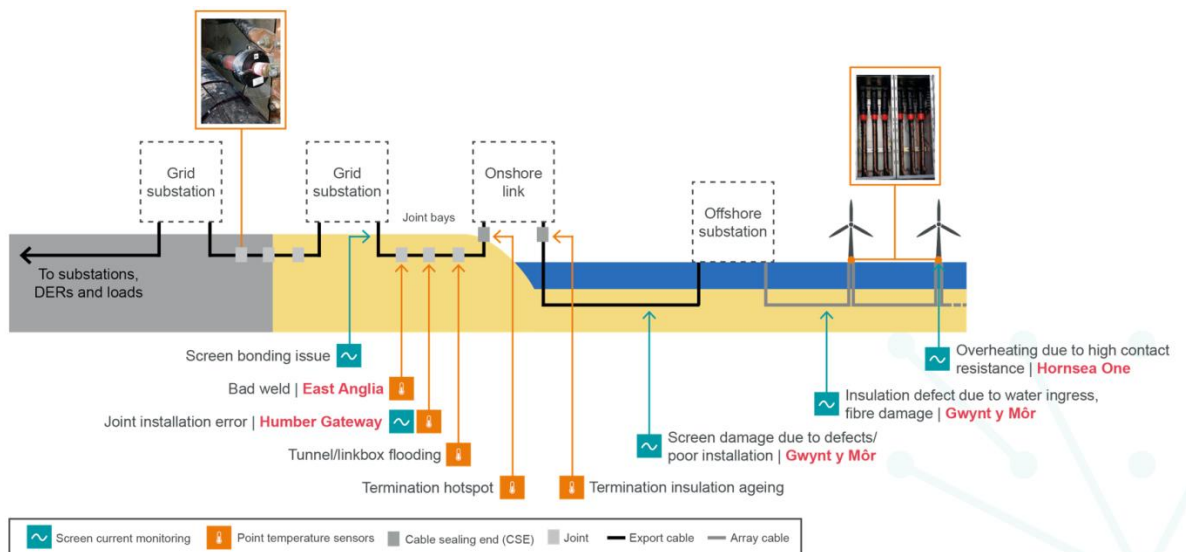 Grid
substation
Grid
substation
Onshore
link
Joint bays
Offshore
substation
To substations,
DERs and loads
Screen bonding issue
Bad weld | East Anglia
Joint installation error | Humber Gateway
Tunnel/linkbox flooding
Termination hotspot
Termination insulation ageing
Screen damage due to defects/
poor installation | Gwynt y Môr
Insulation defect due to water ingress,
fibre damage | Gwynt y Môr
Overheating due to high contact
resistance | Hornsea One
Screen current monitoring
Point temperature sensors
Cable sealing end (CSE)
Joint
Export cable
Array cable